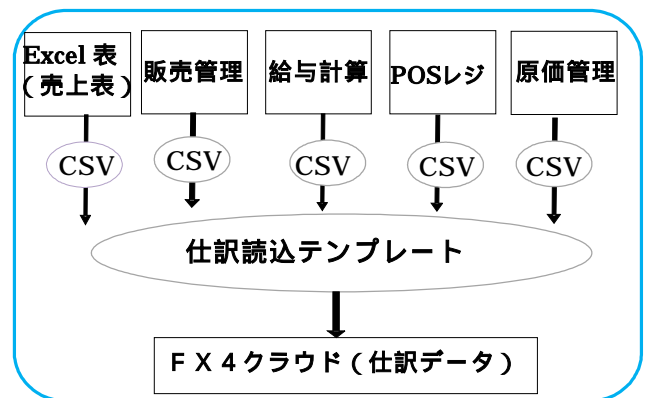 Excel 表
（売上表）
販売管理
給与計算
POSレジ
原価管理
CSV
CSV
CSV
CSV
CSV
仕訳読込テンプレート
ＦＸ４クラウド（仕訳データ）